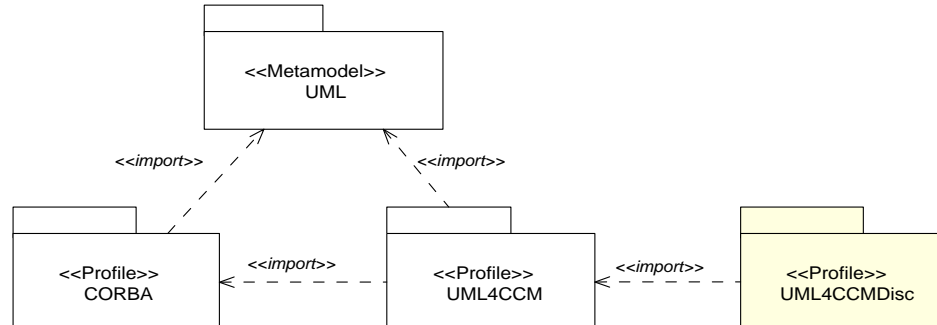 <<Metamodel>>
UML
<<import>>
<<import>>
<<Profile>>
CORBA
<<import>>
<<Profile>>
UML4CCM
<<import>>
<<Profile>>
UML4CCMDisc